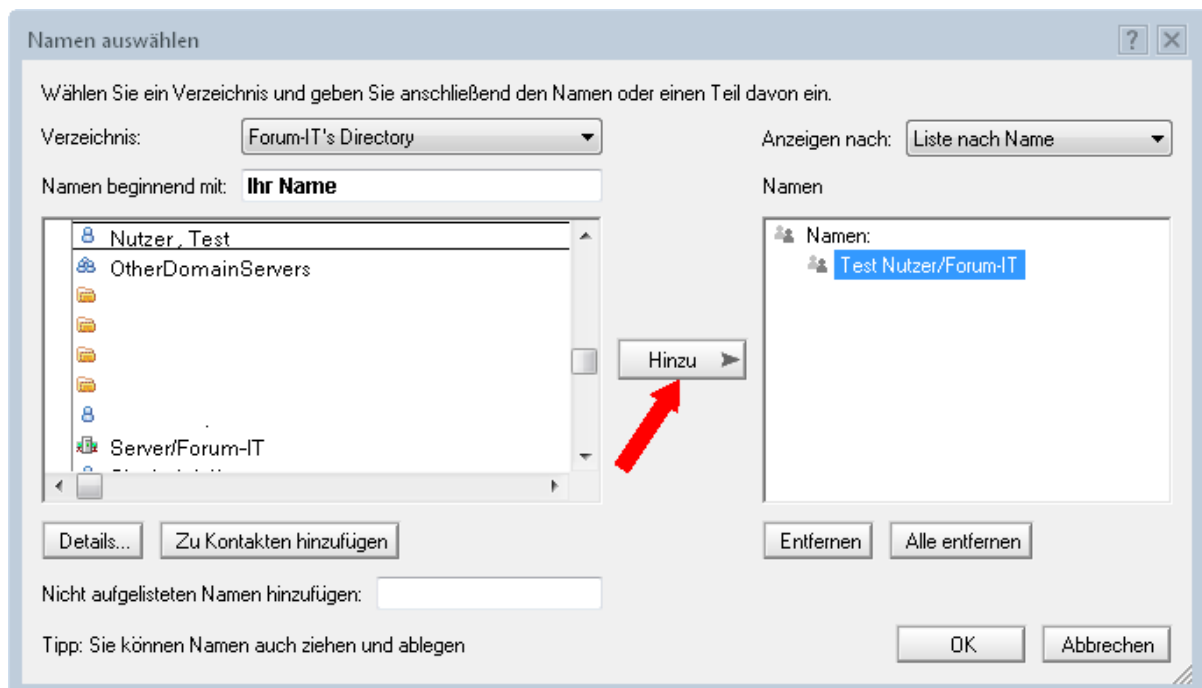 Namen auswählen
Wählen Sie ein Verzeichnis und geben Sie anschließend den Namen oder einen Teil davon ein.
Verzeichnis: Forum-IT's Directory Anzeigen nach: Liste nach Name
Namen beginnend mit: Ihr Name Namen
Nutzer , Test Namen:
OtherDomainServers Test Nutzer/Forum-IT
Hinzu
Server/Forum-IT
Details... Zu Kontakten hinzufügen Entfernen Alle entfernen
Nicht aufgelisteten Namen hinzufügen:
Tipp: Sie können Namen auch ziehen und ablegen OK Abbrechen